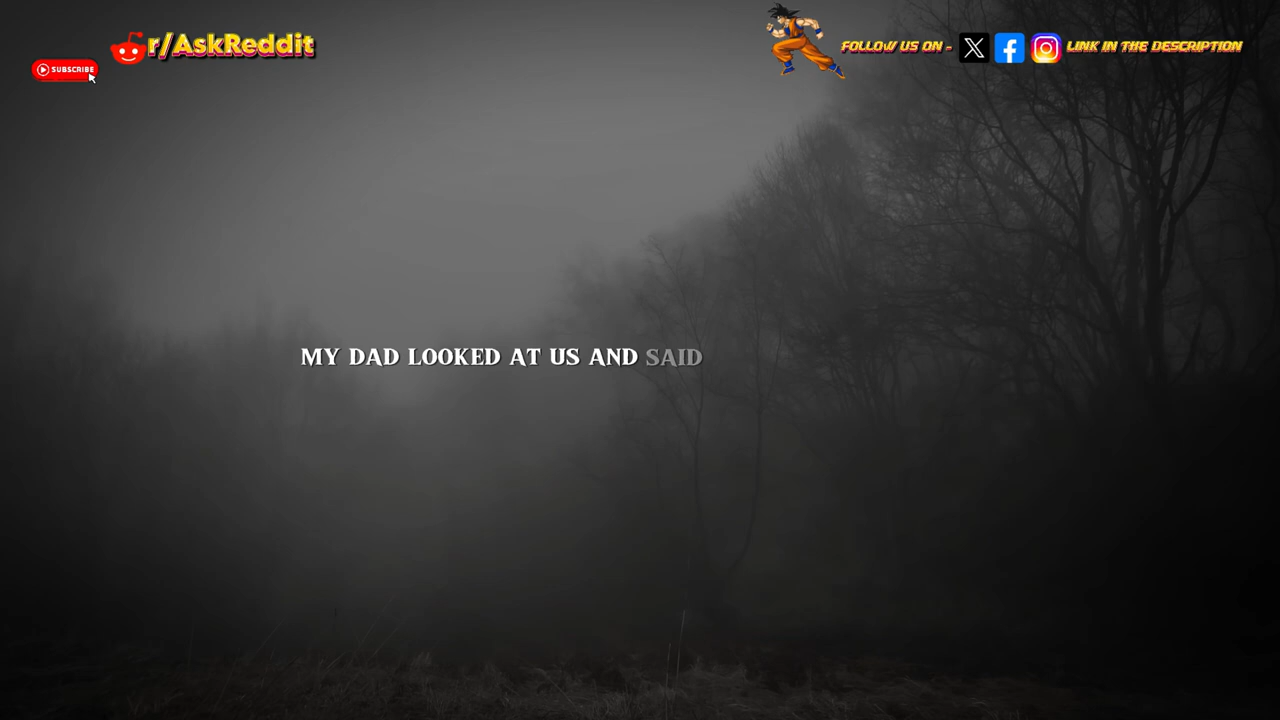 r/AskReddit
SUBSCRIBE
FOLLOW US ON - LINK IN THE DESCRIPTION
MY DAD LOOKED AT US AND SAID